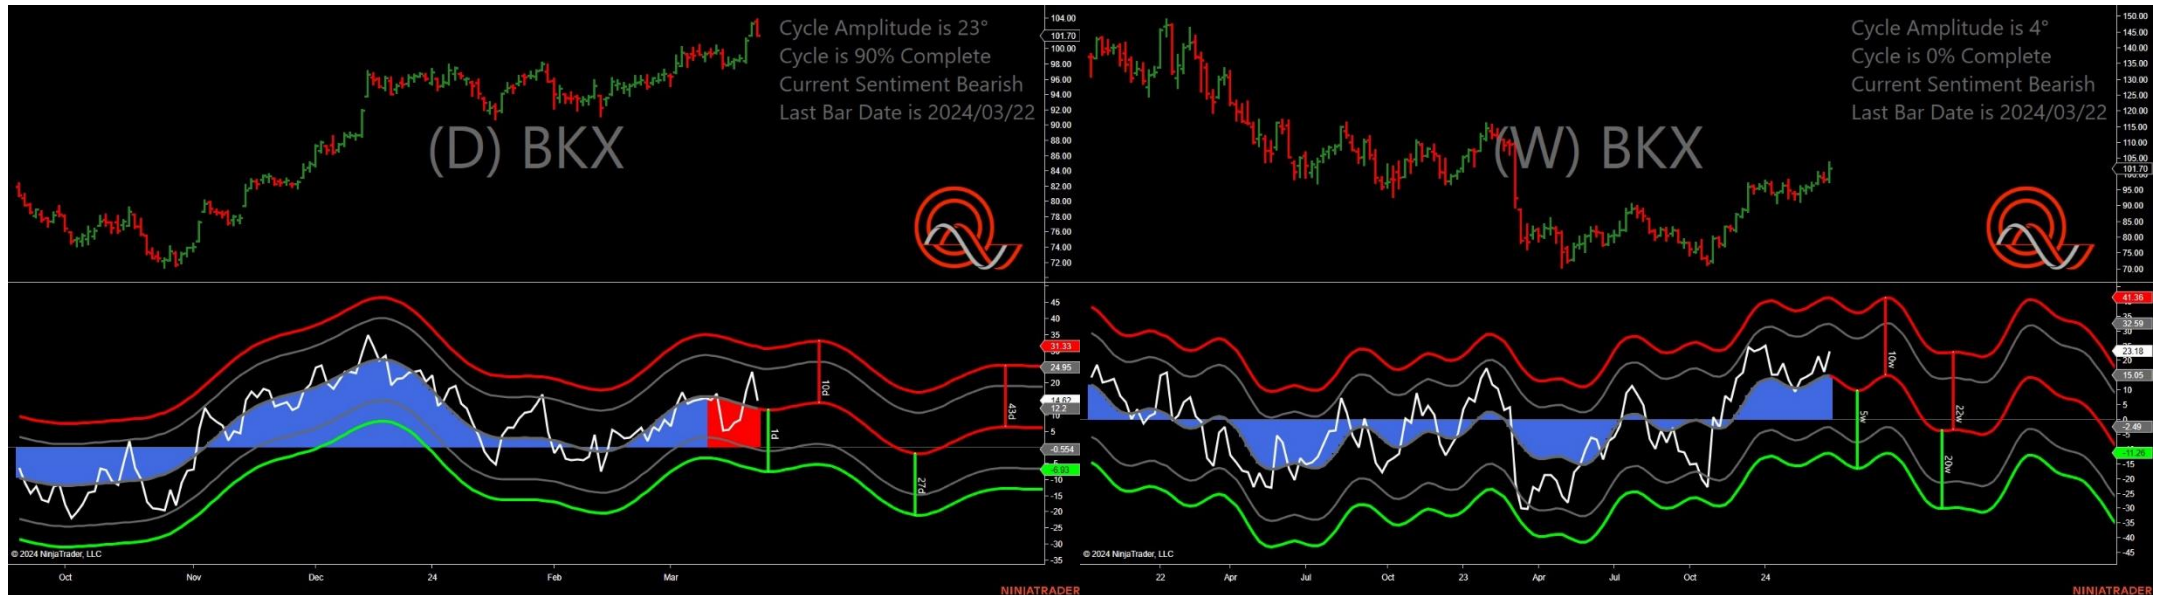 Cycle Amplitude is 23°
Cycle is 90% Complete
Current Sentiment Bearish
Last Bar Date is 2024/03/22
(D) BKX
104.00
101.70
100.00
98.00
96.00
94.00
92.00
90.00
88.00
86.00
84.00
82.00
80.00
78.00
76.00
74.00
72.00
45
40
35
31.33
24.95
20
14.62
12.2
5
-0.554
-6.93
-10
-15
-20
-25
-30
-35
1d
10d
27d
43d
© 2024 NinjaTrader, LLC
Oct Nov Dec 24 Feb Mar
NINJATRADER
Cycle Amplitude is 4°
Cycle is 0% Complete
Current Sentiment Bearish
Last Bar Date is 2024/03/22
(W) BKX
150.00
145.00
140.00
135.00
130.00
125.00
120.00
115.00
110.00
105.00
101.70
95.00
90.00
85.00
80.00
75.00
70.00
41.36
35
32.59
23.18
20
15.05
10
5
0
-2.49
-11.26
-15
-20
-25
-30
-35
-40
-45
5w
10w
20w
22w
© 2024 NinjaTrader, LLC
22 Apr Jul Oct 23 Apr Jul Oct 24
NINJATRADER